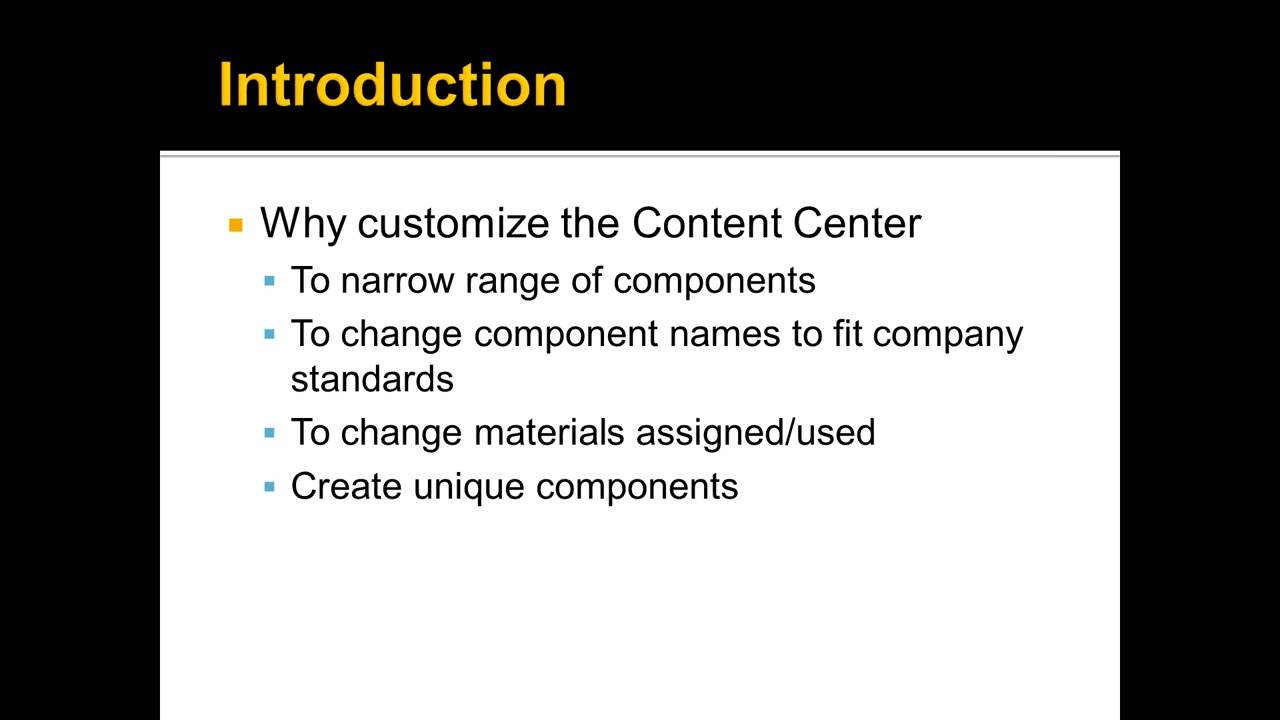 Introduction
Why customize the Content Center
To narrow range of components
To change component names to fit company
standards
To change materials assigned/used
Create unique components